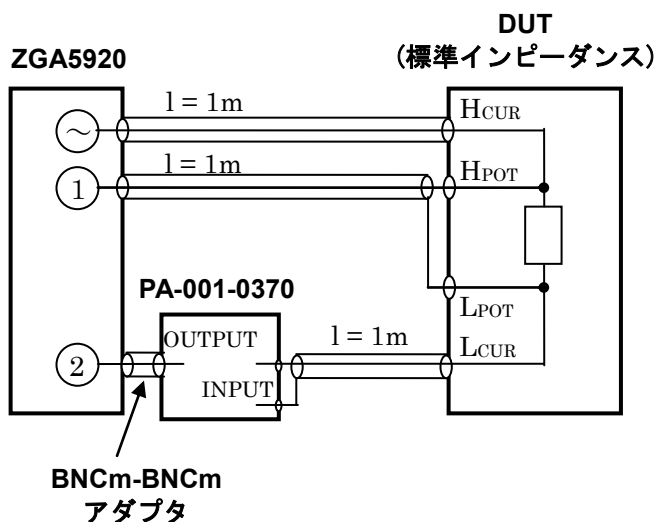 DUT
(標準インピーダンス)
ZGA5920
l = 1m
HCUR
～
l = 1m
HPOT
1
PA-001-0370
LPOT
OUTPUT
l = 1m
LCUR
2
INPUT
BNCm-BNCm
アダプタ